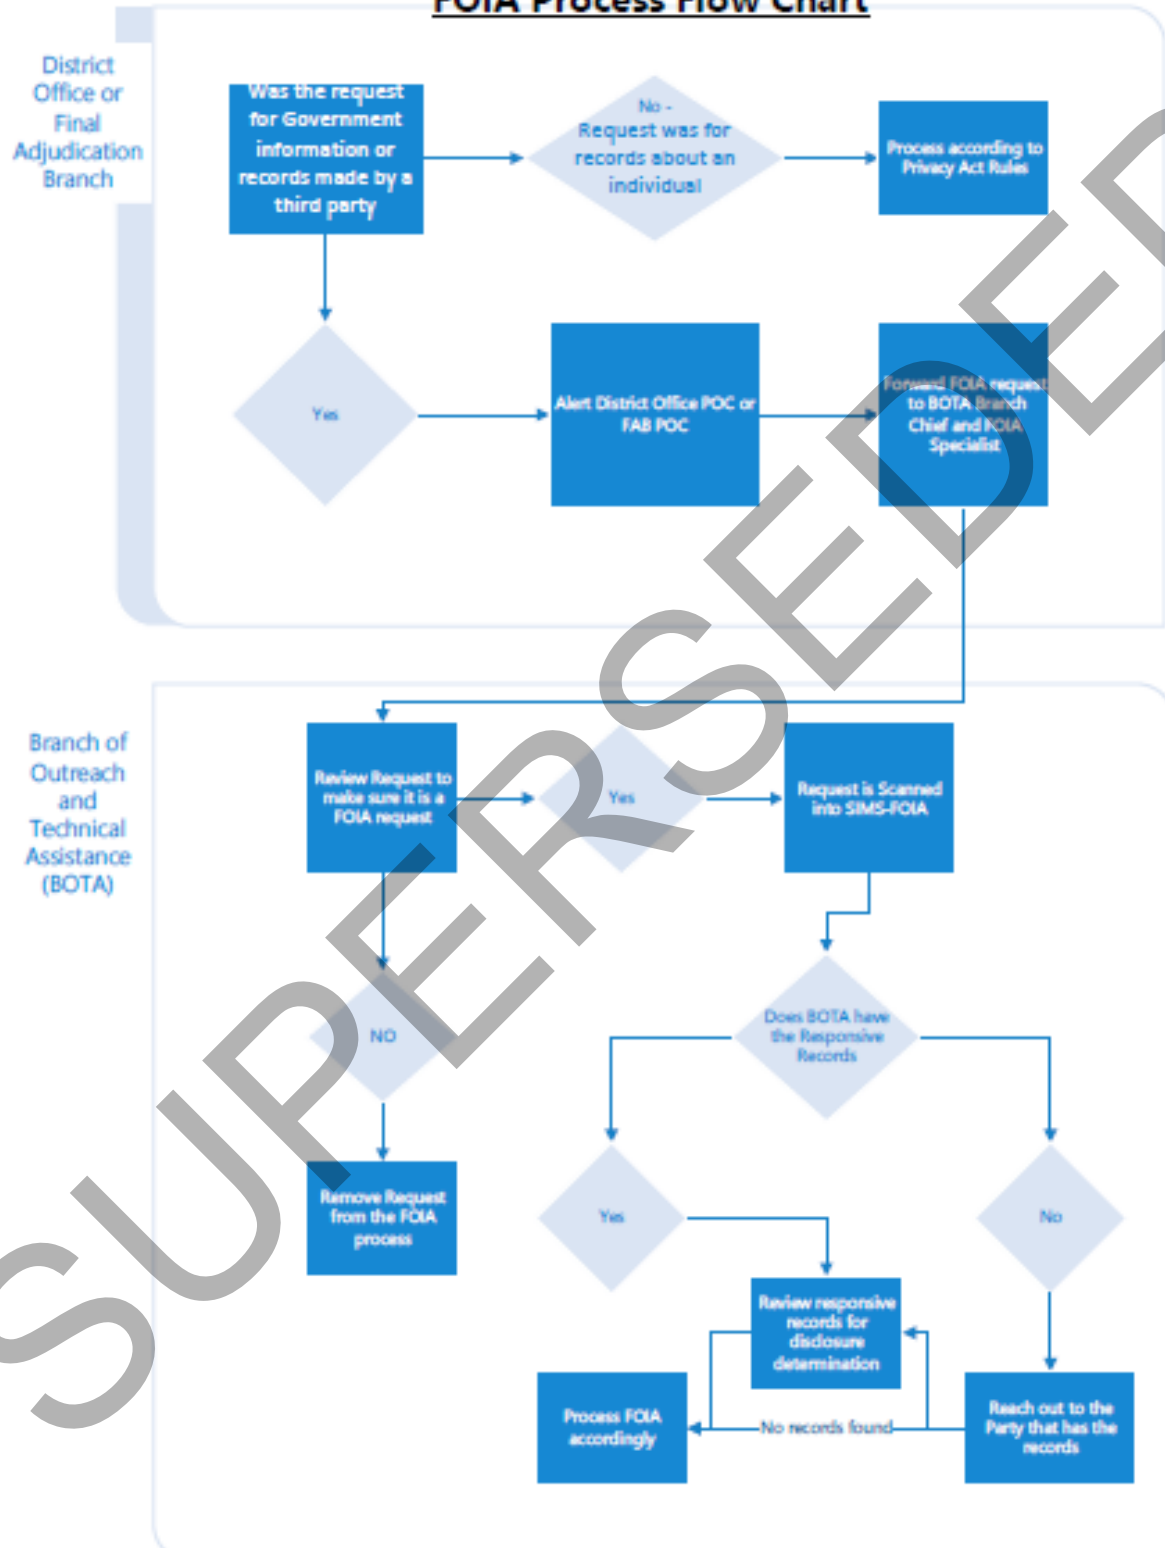 FOIA Process Flow Chart
District
Office or
Final
Adjudication
Branch
Was the request
for Government
information or
records made by a
third party
No -
Request was for
records about an
individual
Process according to
Privacy Act Rules
Yes
Alert District Office POC or
FAB POC
Forward FOIA request
to BOTA Branch
Chief and FOIA
Specialist
Branch of
Outreach
and
Technical
Assistance
(BOTA)
Review Request to
make sure it is a
FOIA request
Yes
Request is Scanned
into SIMS-FOIA
NO
Does BOTA have
the Responsive
Records
Remove Request
from the FOIA
process
Yes
No
Review responsive
records for
disclosure
determination
Process FOIA
accordingly
No records found
Reach out to the
Party that has the
records
SUPERSEDED